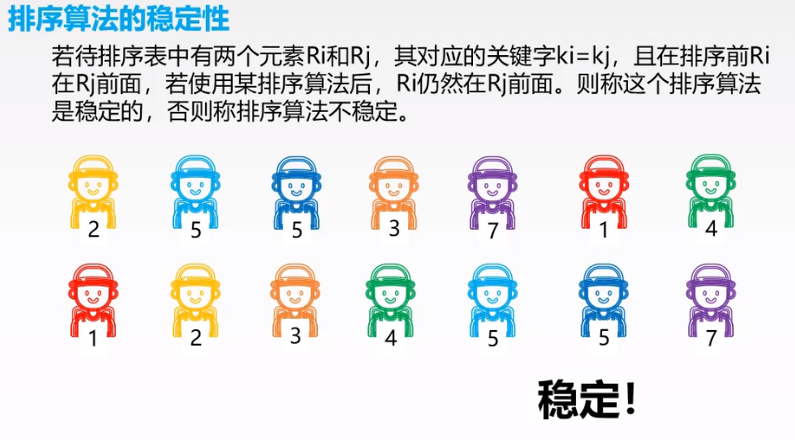 排序算法的稳定性
若待排序表中有两个元素Ri和Rj，其对应的关键字ki=kj，且在排序前Ri
在Rj前面，若使用某排序算法后，Ri仍然在Rj前面。则称这个排序算法
是稳定的，否则称排序算法不稳定。
2 5 5 3 7 1 4
1 2 3 4 5 5 7
稳定！